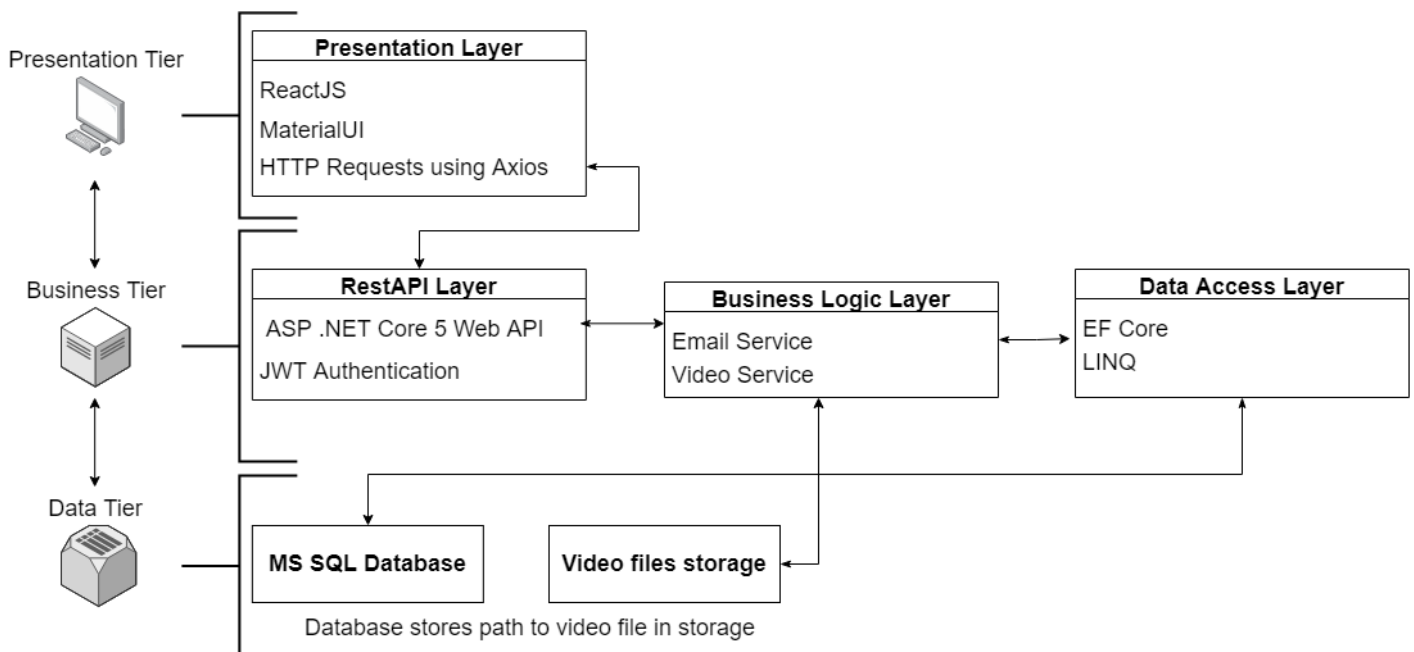 Presentation Tier
Presentation Layer
ReactJS
MaterialUI
HTTP Requests using Axios
Business Tier
RestAPI Layer
ASP .NET Core 5 Web API
JWT Authentication
Business Logic Layer
Email Service
Video Service
Data Access Layer
EF Core
LINQ
Data Tier
MS SQL Database
Video files storage
Database stores path to video file in storage